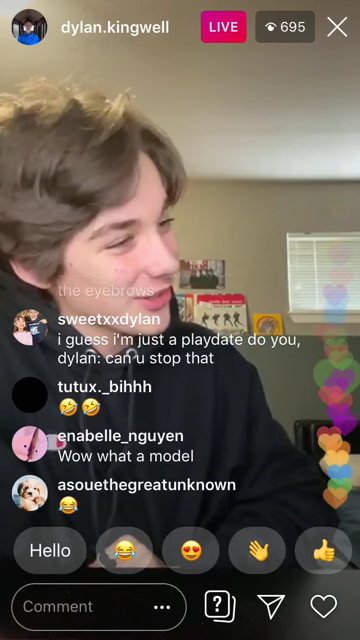 dylan.kingwell
LIVE
695
the eyebrows
sweetxxdylan
i guess i'm just a playdate do you,
dylan: can u stop that
tutux._bihhh
🤣🤣
enabelle_nguyen
Wow what a model
asouethegreatunknown
😂
Hello 😂 😍 👋 👍
Comment